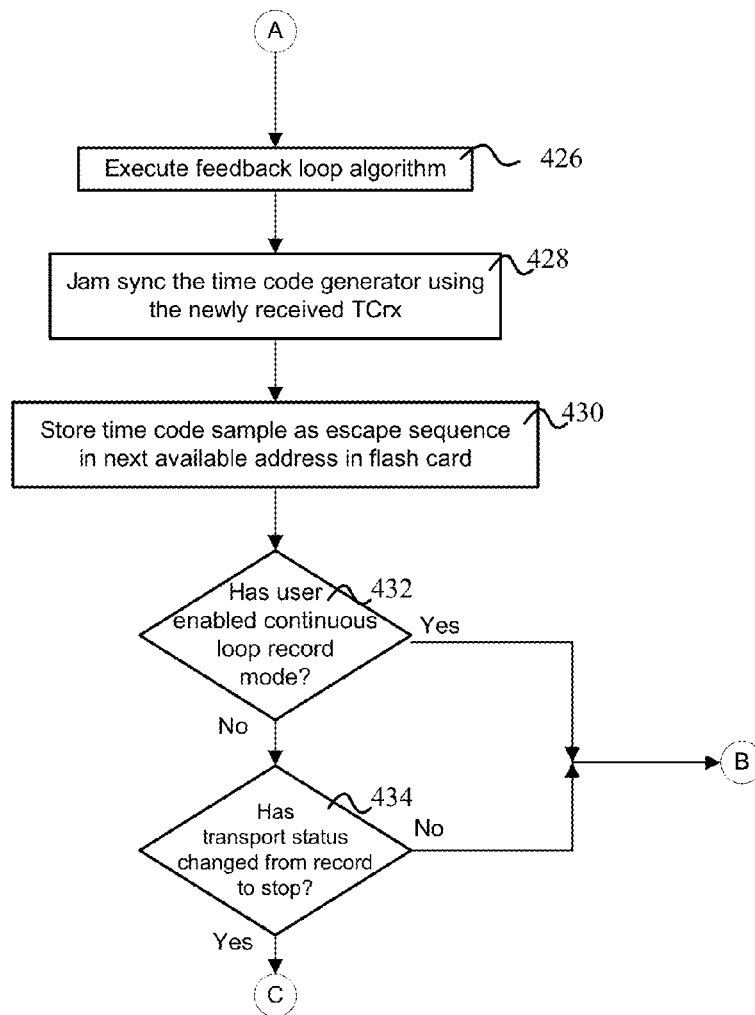 A
Execute feedback loop algorithm
426
Jam sync the time code generator using
the newly received TCrx
428
Store time code sample as escape sequence
in next available address in flash card
430
Has user
enabled continuous
loop record
mode?
432
Yes
No
B
Has
transport status
changed from record
to stop?
434
No
Yes
C